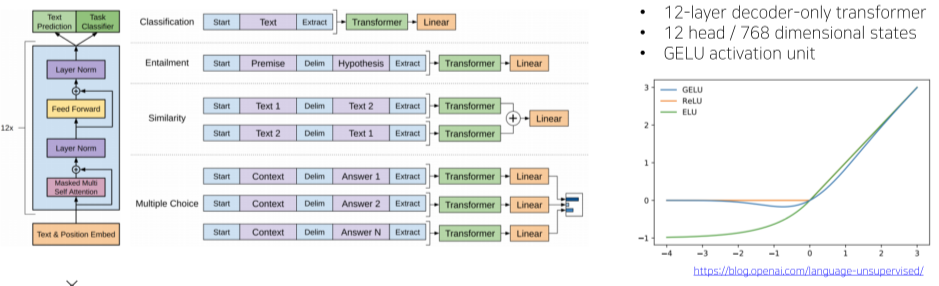 Text Prediction
Task Classifier
Layer Norm
Feed Forward
12x
Layer Norm
Masked Multi
Self Attention
Text & Position Embed
Classification
Start Text Extract Transformer Linear
Entailment
Start Premise Delim Hypothesis Extract Transformer Linear
Similarity
Start Text 1 Delim Text 2 Extract Transformer
Start Text 2 Delim Text 1 Extract Transformer
Linear
Multiple Choice
Start Context Delim Answer 1 Extract Transformer Linear
Start Context Delim Answer 2 Extract Transformer Linear
Start Context Delim Answer N Extract Transformer Linear
• 12-layer decoder-only transformer
• 12 head / 768 dimensional states
• GELU activation unit
GELU
ReLU
ELU
3
2
1
0
−1
−4 −3 −2 −1 0 1 2 3
https://blog.openai.com/language-unsupervised/